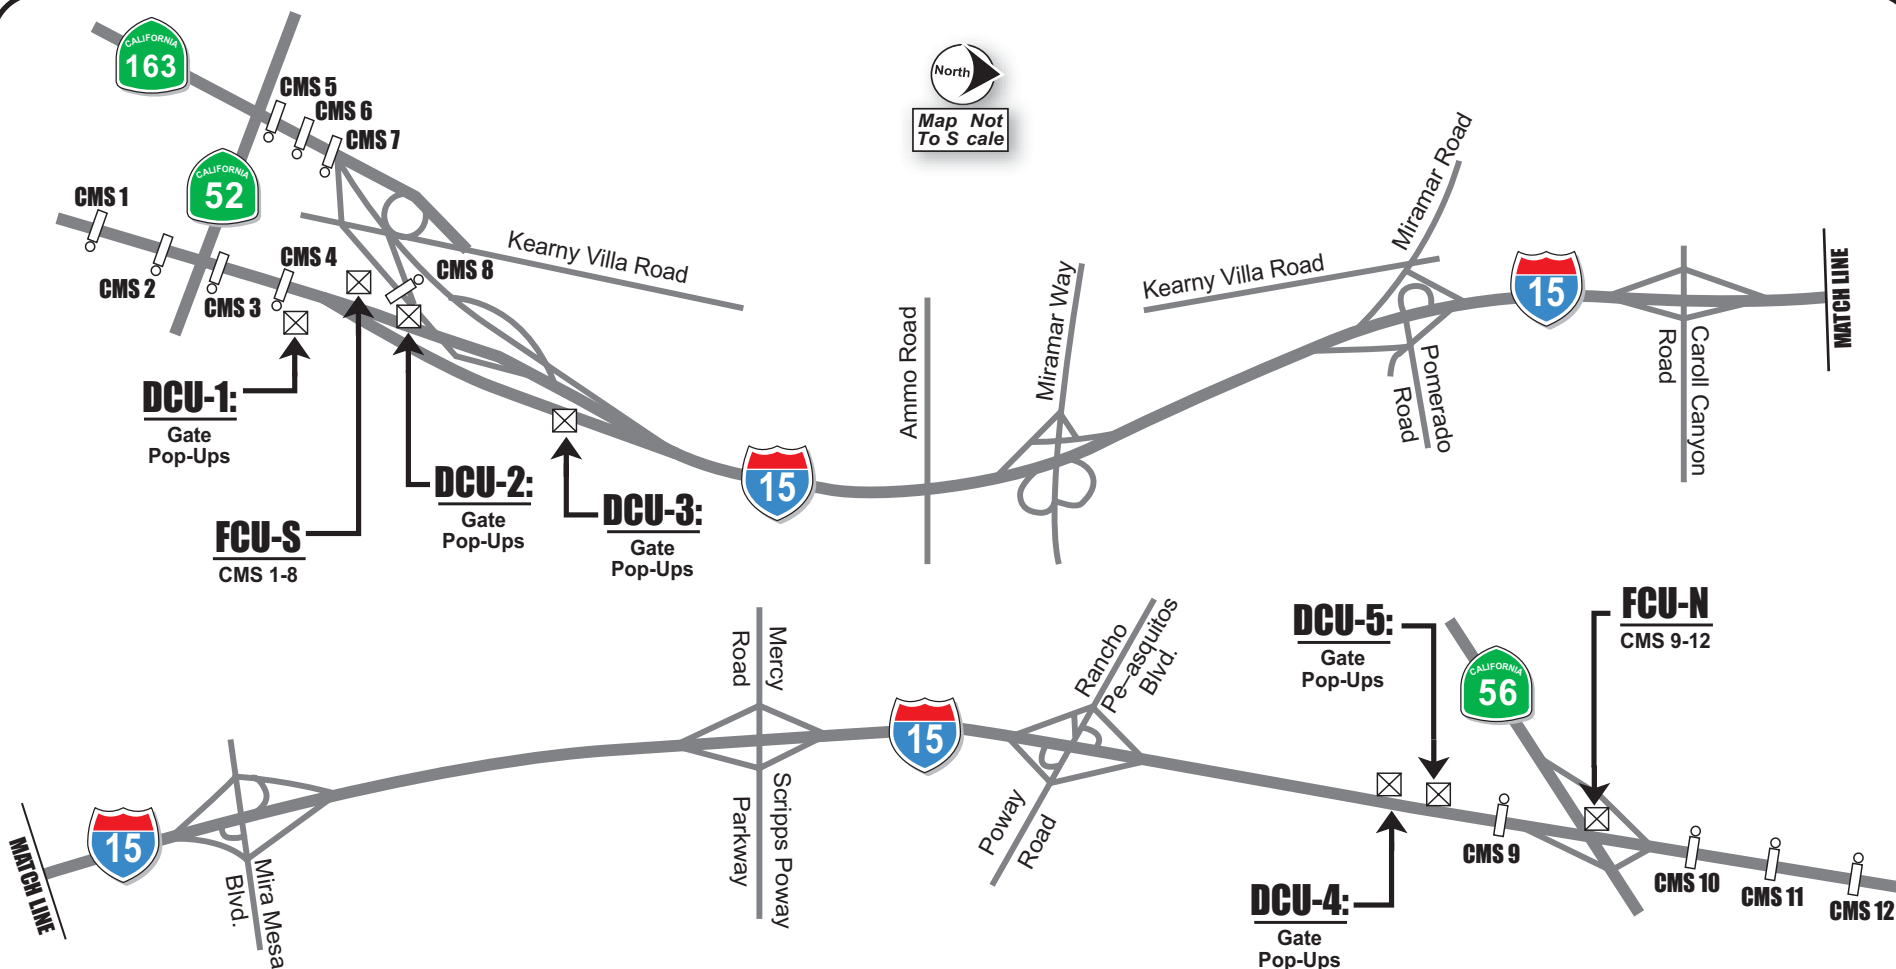 CALIFORNIA
163
CMS 5
CMS 6
CMS 7
North
Map Not
To S cale
CALIFORNIA
52
CMS 1
CMS 2
CMS 3
CMS 4
CMS 8
Kearny Villa Road
Ammo Road
Miramar Way
Kearny Villa Road
Miramar Road
15
Pomerado
Road
Caroll Canyon
Road
MATCH LINE
DCU-1:
Gate
Pop-Ups
FCU-S
CMS 1-8
DCU-2:
Gate
Pop-Ups
DCU-3:
Gate
Pop-Ups
15
MATCH LINE
15
Mira Mesa
Blvd.
Mercy
Road
Scripps Poway
Parkway
15
Rancho
Pe–asquitos
Blvd.
Poway
Road
DCU-5:
Gate
Pop-Ups
DCU-4:
Gate
Pop-Ups
CALIFORNIA
56
FCU-N
CMS 9-12
CMS 9
CMS 10
CMS 11
CMS 12